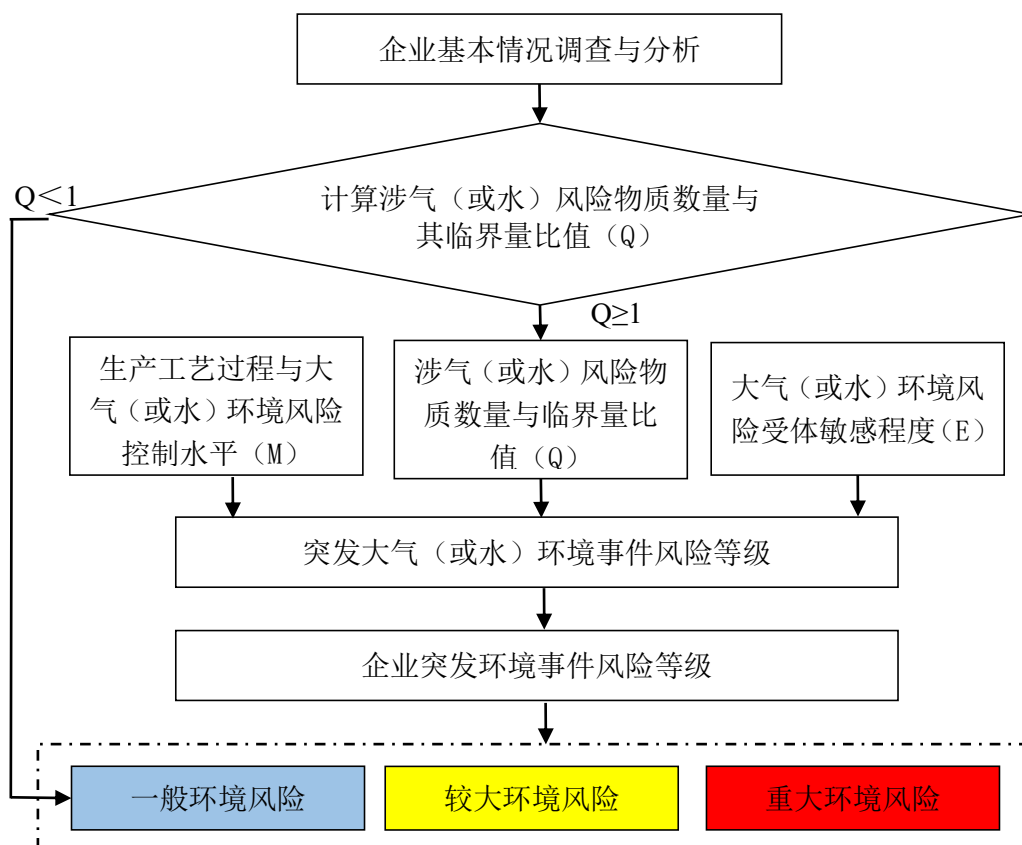 企业基本情况调查与分析
Q＜1
计算涉气（或水）风险物质数量与
其临界量比值（Q）
Q≥1
生产工艺过程与大
气（或水）环境风险
控制水平（M）
涉气（或水）风险物
质数量与临界量比
值（Q）
大气（或水）环境风
险受体敏感程度（E）
突发大气（或水）环境事件风险等级
企业突发环境事件风险等级
一般环境风险
较大环境风险
重大环境风险